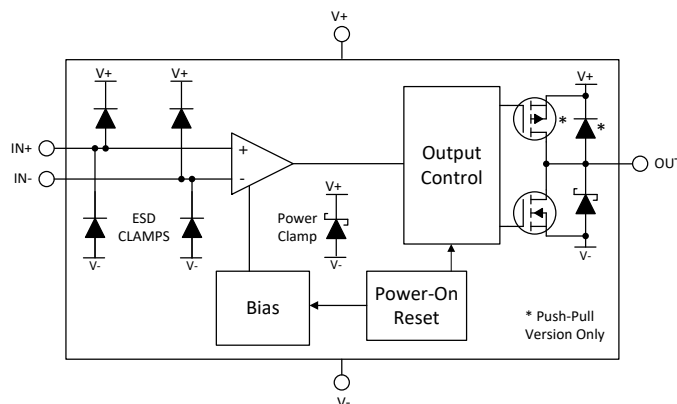 V+
V+
V+
V+
IN+
IN-
+
-
Output
Control
*
*
OUT
ESD
CLAMPS
Power
Clamp
V+
V-
V-
V-
V-
Bias
Power-On
Reset
* Push-Pull
Version Only
V-